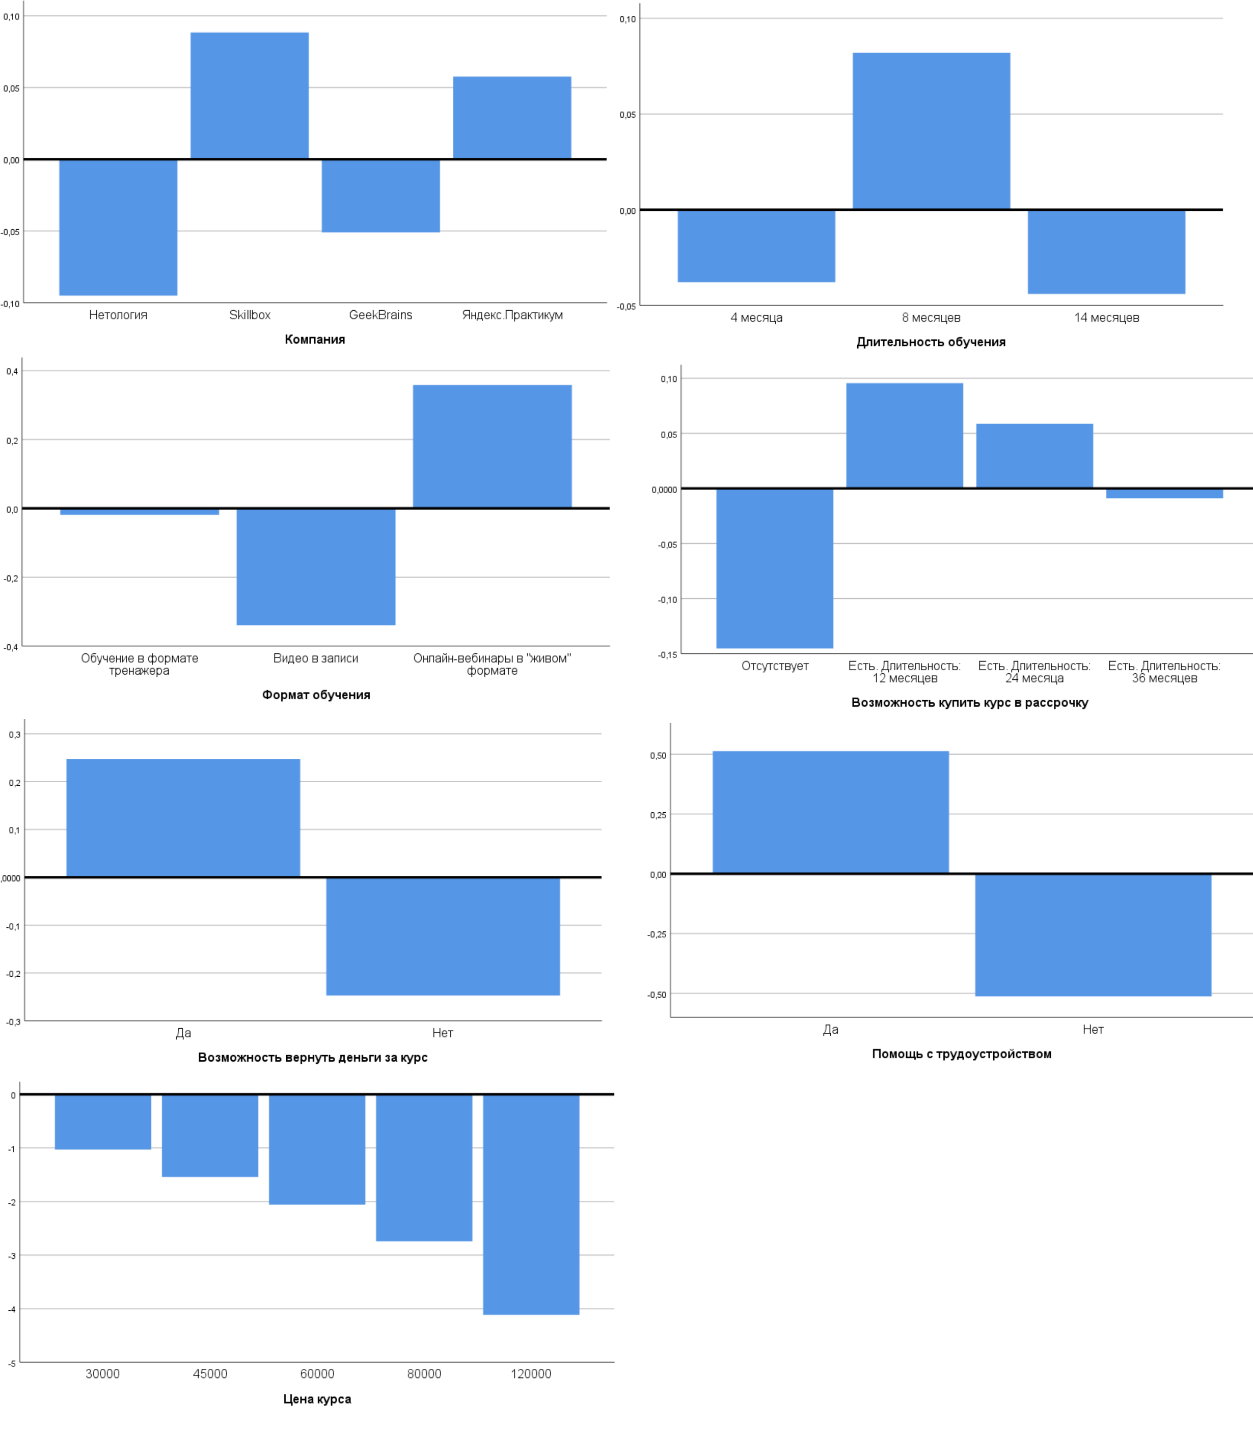 0,10
0,05
0,00
-0,05
-0,10
Нетология
Skillbox
GeekBrains
Яндекс.Практикум
Компания
0,10
0,05
0,00
-0,05
4 месяца
8 месяцев
14 месяцев
Длительность обучения
0,4
0,2
0,0
-0,2
-0,4
Обучение в формате
тренажера
Видео в записи
Онлайн-вебинары в "живом"
формате
Формат обучения
0,10
0,05
0,0000
-0,05
-0,10
-0,15
Отсутствует
Есть. Длительность:
12 месяцев
Есть. Длительность:
24 месяца
Есть. Длительность:
36 месяцев
Возможность купить курс в рассрочку
0,3
0,2
0,1
,0000
-0,1
-0,2
-0,3
Да
Нет
Возможность вернуть деньги за курс
0,50
0,25
0,00
-0,25
-0,50
Да
Нет
Помощь с трудоустройством
0
-1
-2
-3
-4
-5
30000
45000
60000
80000
120000
Цена курса